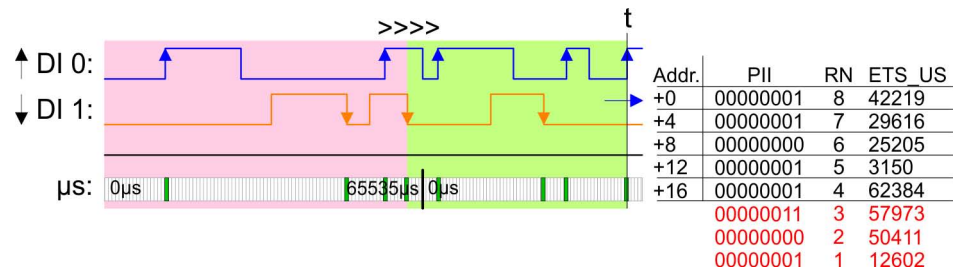 >>>> t
↑ DI 0:
↓ DI 1:
µs: 0µs 65535µs 0µs
Addr. PII RN ETS_US
+0 00000001 8 42219
+4 00000001 7 29616
+8 00000000 6 25205
+12 00000001 5 3150
+16 00000001 4 62384
00000011 3 57973
00000000 2 50411
00000001 1 12602